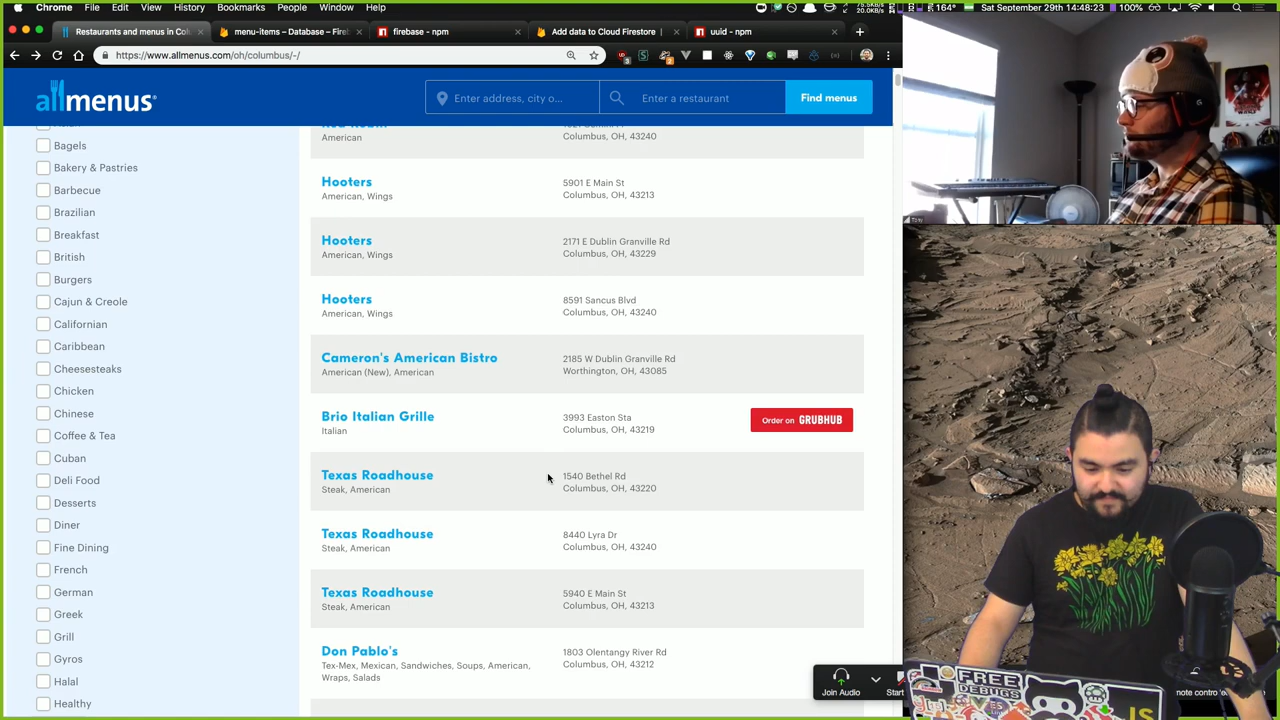 Chrome File Edit View History Bookmarks People Window Help
164° Sat September 29th 14:48:23 100%
Restaurants and menus in Colu
menu-items – Database – Fireb
firebase - npm
Add data to Cloud Firestore
uuid - npm
https://www.allmenus.com/oh/columbus/-/
allmenus
Enter address, city o...
Enter a restaurant
Find menus
Bagels
Bakery & Pastries
Barbecue
Brazilian
Breakfast
British
Burgers
Cajun & Creole
Californian
Caribbean
Cheesesteaks
Chicken
Chinese
Coffee & Tea
Cuban
Deli Food
Desserts
Diner
Fine Dining
French
German
Greek
Grill
Gyros
Halal
Healthy
American
Columbus, OH, 43240
Hooters
American, Wings
5901 E Main St
Columbus, OH, 43213
Hooters
American, Wings
2171 E Dublin Granville Rd
Columbus, OH, 43229
Hooters
American, Wings
8591 Sancus Blvd
Columbus, OH, 43240
Cameron's American Bistro
American (New), American
2185 W Dublin Granville Rd
Worthington, OH, 43085
Brio Italian Grille
Italian
3993 Easton Sta
Columbus, OH, 43219
Order on GRUBHUB
Texas Roadhouse
Steak, American
1540 Bethel Rd
Columbus, OH, 43220
Texas Roadhouse
Steak, American
8440 Lyra Dr
Columbus, OH, 43240
Texas Roadhouse
Steak, American
5940 E Main St
Columbus, OH, 43213
Don Pablo's
Tex-Mex, Mexican, Sandwiches, Soups, American,
Wraps, Salads
1803 Olentangy River Rd
Columbus, OH, 43212
Join Audio
Start
FREE
DEBUGS
JS